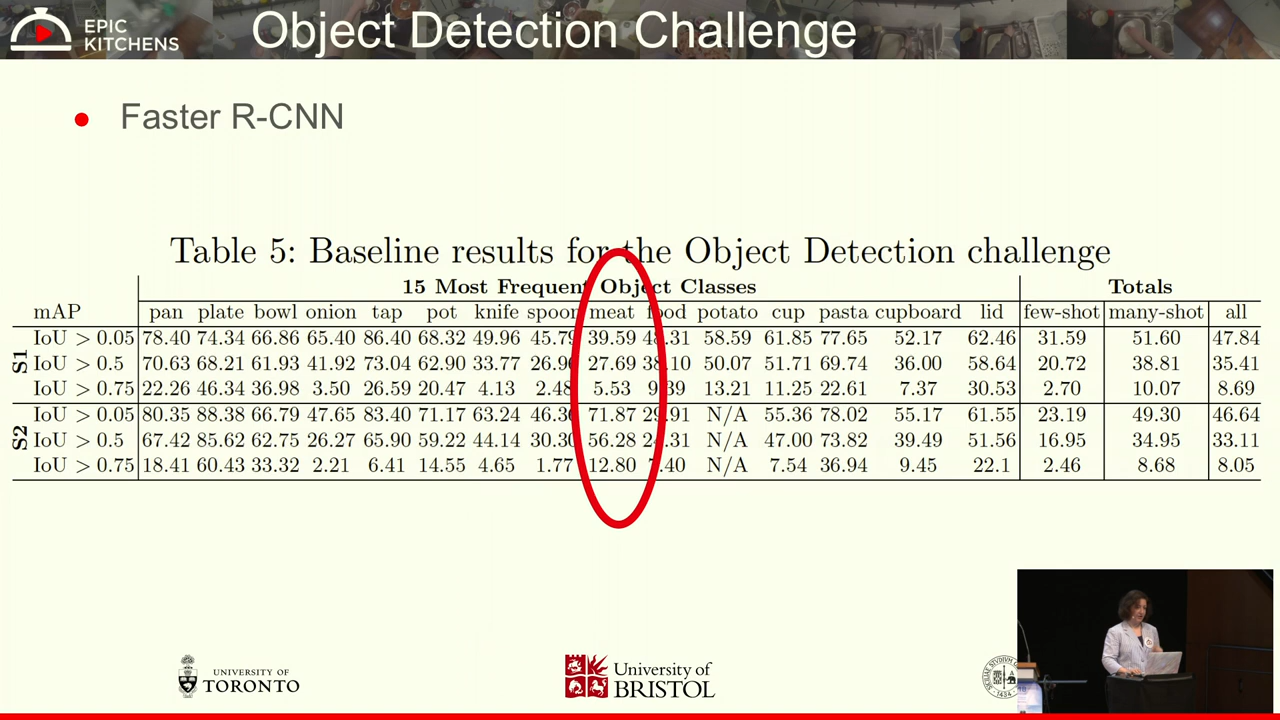 EPIC
KITCHENS
Object Detection Challenge
Faster R-CNN
Table 5: Baseline results for the Object Detection challenge
15 Most Frequent Object Classes Totals
mAP pan plate bowl onion tap pot knife spoon meat food potato cup pasta cupboard lid few-shot many-shot all
S1
IoU > 0.05 78.40 74.34 66.86 65.40 86.40 68.32 49.96 45.79 39.59 48.31 58.59 61.85 77.65 52.17 62.46 31.59 51.60 47.84
IoU > 0.5 70.63 68.21 61.93 41.92 73.04 62.90 33.77 26.96 27.69 38.10 50.07 51.71 69.74 36.00 58.64 20.72 38.81 35.41
IoU > 0.75 22.26 46.34 36.98 3.50 26.59 20.47 4.13 2.48 5.53 9.39 13.21 11.25 22.61 7.37 30.53 2.70 10.07 8.69
S2
IoU > 0.05 80.35 88.38 66.79 47.65 83.40 71.17 63.24 46.36 71.87 29.91 N/A 55.36 78.02 55.17 61.55 23.19 49.30 46.64
IoU > 0.5 67.42 85.62 62.75 26.27 65.90 59.22 44.14 30.30 56.28 24.31 N/A 47.00 73.82 39.49 51.56 16.95 34.95 33.11
IoU > 0.75 18.41 60.43 33.32 2.21 6.41 14.55 4.65 1.77 12.80 7.40 N/A 7.54 36.94 9.45 22.1 2.46 8.68 8.05
UNIVERSITY OF
TORONTO
University of
BRISTOL
1434